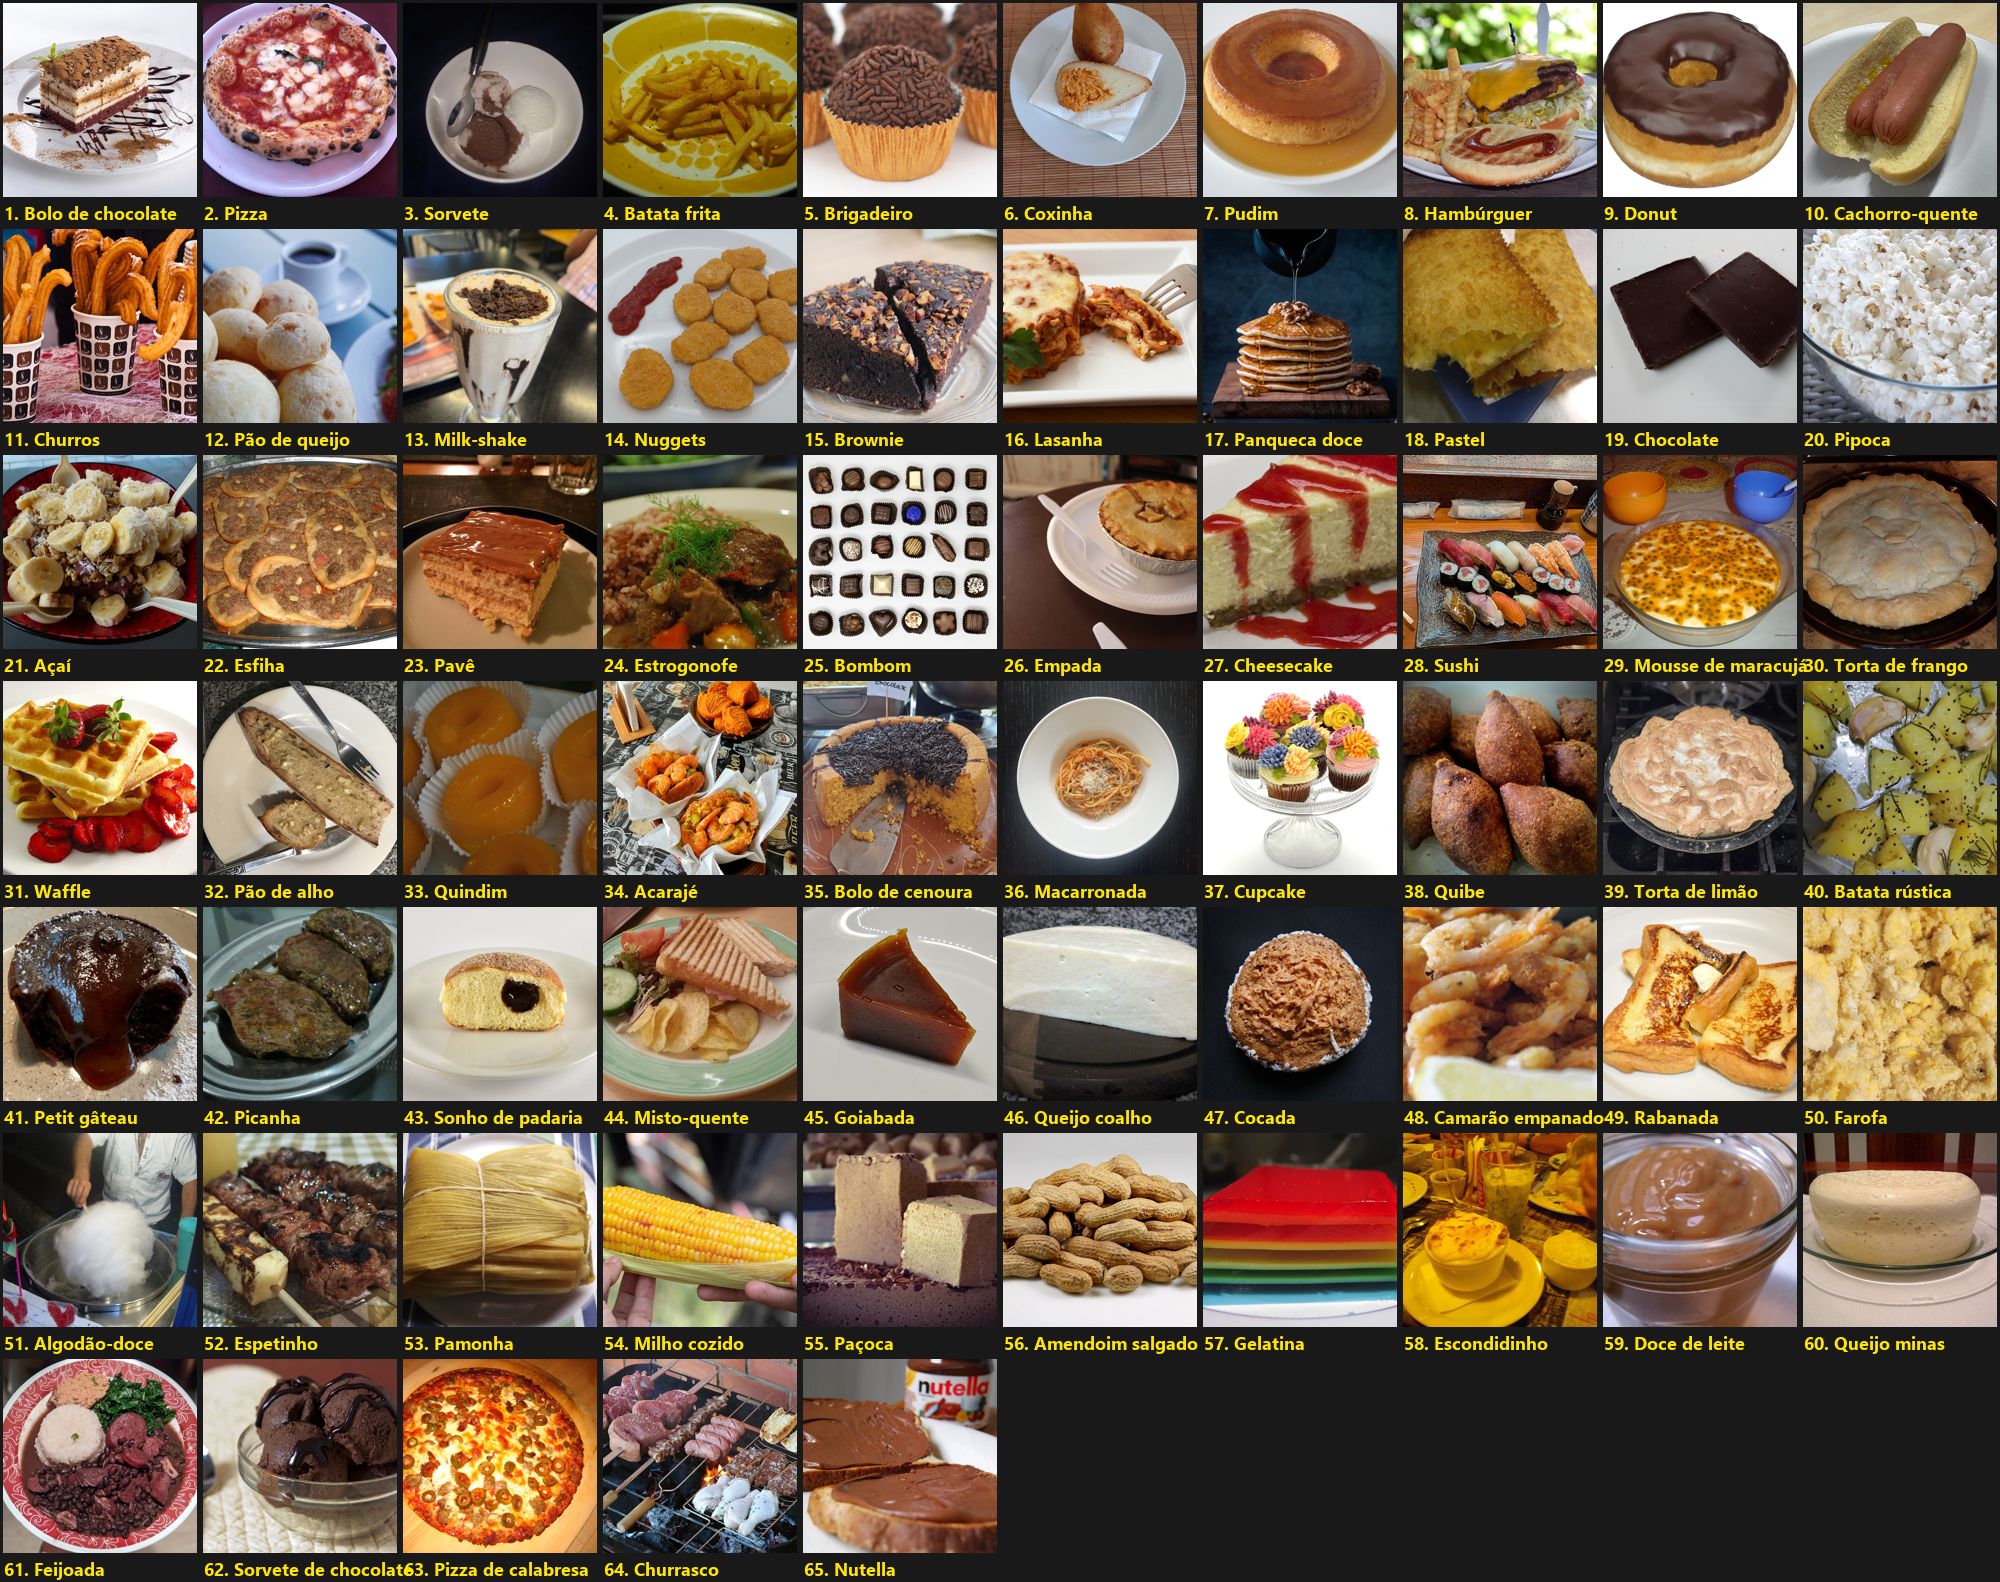 1. Bolo de chocolate
2. Pizza
3. Sorvete
4. Batata frita
5. Brigadeiro
6. Coxinha
7. Pudim
8. Hambúrguer
9. Donut
10. Cachorro-quente
11. Churros
12. Pão de queijo
13. Milk-shake
14. Nuggets
15. Brownie
16. Lasanha
17. Panqueca doce
18. Pastel
19. Chocolate
20. Pipoca
21. Açaí
22. Esfiha
23. Pavê
24. Estrogonofe
25. Bombom
26. Empada
27. Cheesecake
28. Sushi
29. Mousse de maracujá
30. Torta de frango
31. Waffle
32. Pão de alho
33. Quindim
34. Acarajé
35. Bolo de cenoura
36. Macarronada
37. Cupcake
38. Quibe
39. Torta de limão
40. Batata rústica
41. Petit gâteau
42. Picanha
43. Sonho de padaria
44. Misto-quente
45. Goiabada
46. Queijo coalho
47. Cocada
48. Camarão empanado
49. Rabanada
50. Farofa
51. Algodão-doce
52. Espetinho
53. Pamonha
54. Milho cozido
55. Paçoca
56. Amendoim salgado
57. Gelatina
58. Escondidinho
59. Doce de leite
60. Queijo minas
nutella
61. Feijoada
62. Sorvete de chocolate
63. Pizza de calabresa
64. Churrasco
65. Nutella